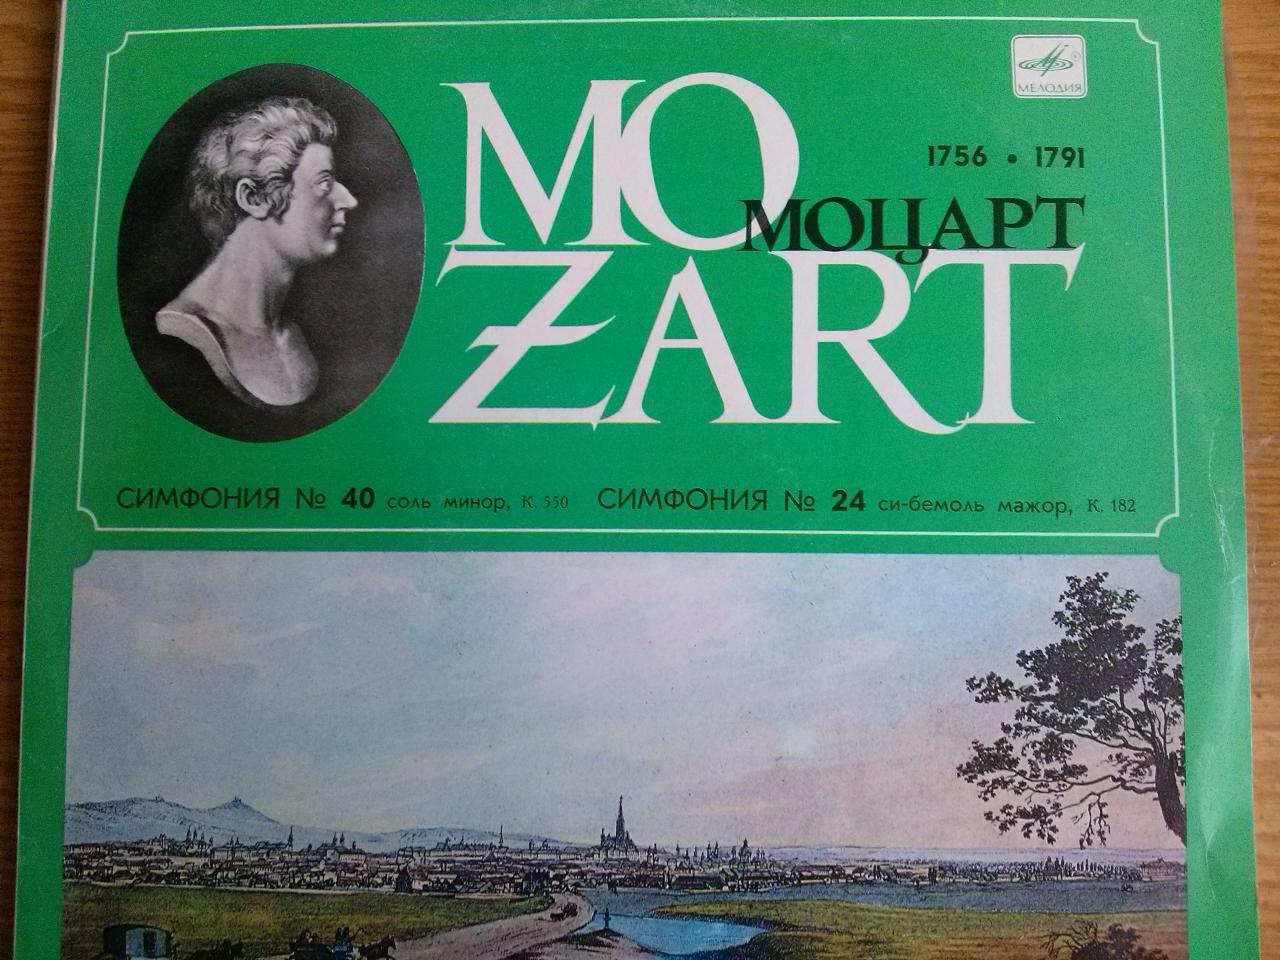 МЕЛОДИЯ
1756 • 1791
MO
МОЦАРТ
ZART
СИМФОНИЯ № 40 соль минор, К. 550 СИМФОНИЯ № 24 си-бемоль мажор, К. 182